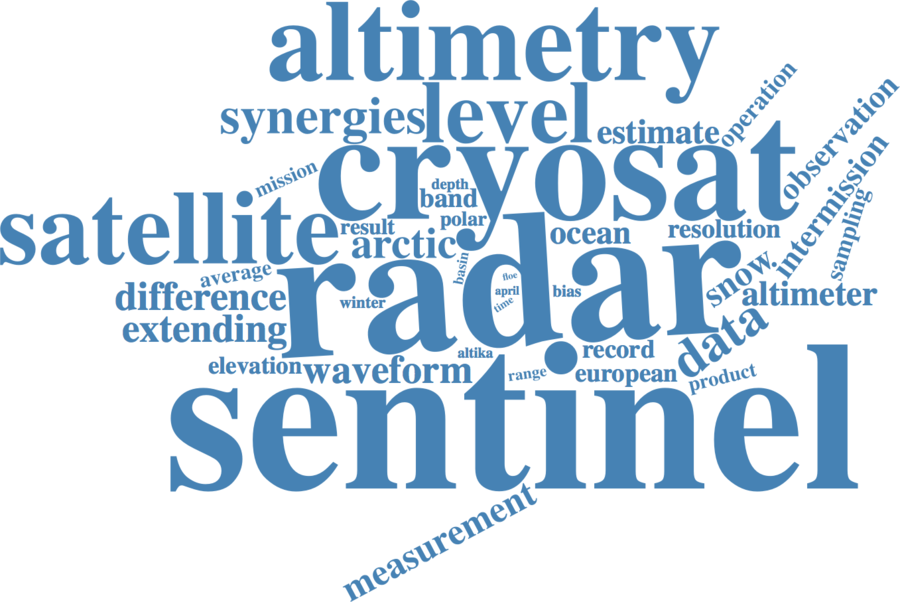 altimetry
operation
synergies
level
estimate
observation
cryosat
mission
depth
band
intermission
satellite
result
polar
ocean
resolution
sampling
arctic
radar
average
basin
floe
snow
difference
winter
april
time
bias
altimeter
extending
data
elevation
waveform
altika
range
record
european
product
sentinel
measurement